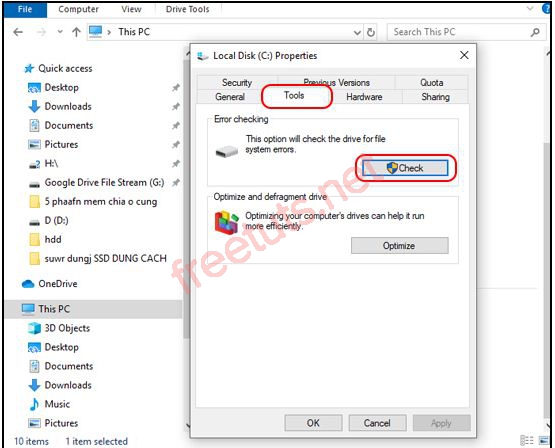 File Computer View Drive Tools
This PC
Search This PC
Local Disk (C:) Properties
Security Previous Versions Quota
General Tools Hardware Sharing
Error checking
This option will check the drive for file
system errors.
Check
Optimize and defragment drive
Optimizing your computer's drives can help it run
more efficiently.
Optimize
OK Cancel Apply
Quick access
Desktop
Downloads
Documents
Pictures
H:\
Google Drive File Stream (G:)
5 phaafn mem chia o cung
D (D:)
hdd
suwr dungj SSD DUNG CACH
OneDrive
This PC
3D Objects
Desktop
Documents
Downloads
Music
Pictures
10 items 1 item selected
freetuts.net